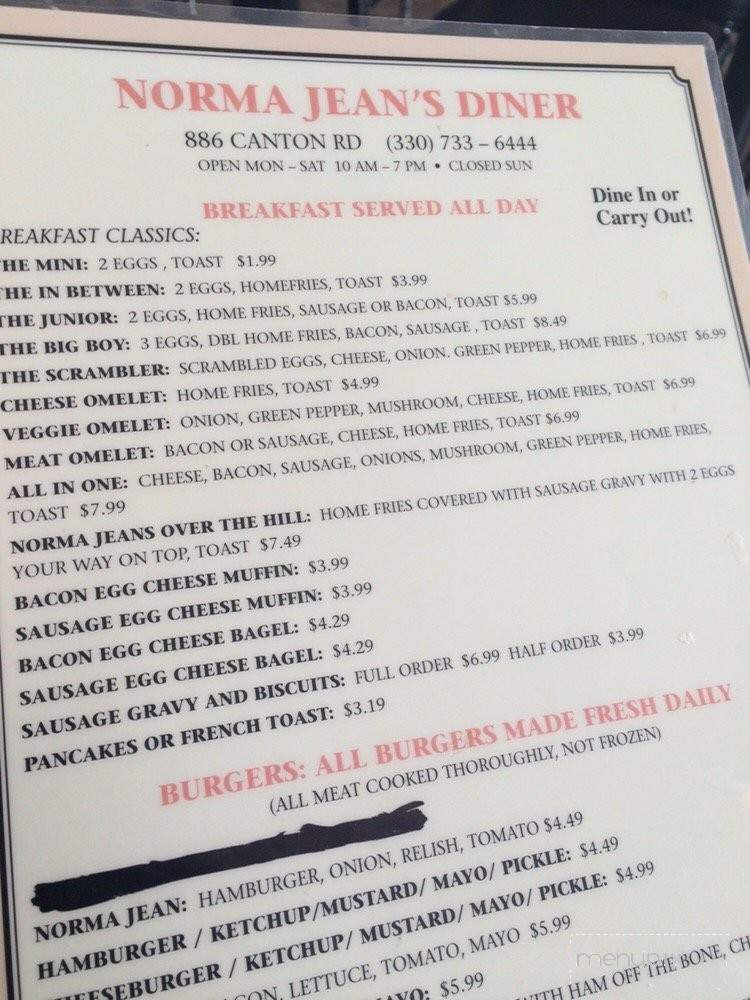 NORMA JEAN'S DINER
886 CANTON RD (330) 733 – 6444
OPEN MON – SAT 10 AM – 7 PM • CLOSED SUN
Dine In or
Carry Out!
BREAKFAST SERVED ALL DAY
REAKFAST CLASSICS:
HE MINI: 2 EGGS , TOAST $1.99
HE IN BETWEEN: 2 EGGS, HOMEFRIES, TOAST $3.99
THE JUNIOR: 2 EGGS, HOME FRIES, SAUSAGE OR BACON, TOAST $5.99
THE BIG BOY: 3 EGGS, DBL HOME FRIES, BACON, SAUSAGE , TOAST $8.49
THE SCRAMBLER: SCRAMBLED EGGS, CHEESE, ONION. GREEN PEPPER, HOME FRIES , TOAST $6.99
CHEESE OMELET: HOME FRIES, TOAST $4.99
VEGGIE OMELET: ONION, GREEN PEPPER, MUSHROOM, CHEESE, HOME FRIES, TOAST $6.99
MEAT OMELET: BACON OR SAUSAGE, CHEESE, HOME FRIES, TOAST $6.99
ALL IN ONE: CHEESE, BACON, SAUSAGE, ONIONS, MUSHROOM, GREEN PEPPER, HOME FRIES,
TOAST $7.99
NORMA JEANS OVER THE HILL: HOME FRIES COVERED WITH SAUSAGE GRAVY WITH 2 EGGS
YOUR WAY ON TOP, TOAST $7.49
BACON EGG CHEESE MUFFIN: $3.99
SAUSAGE EGG CHEESE MUFFIN: $3.99
BACON EGG CHEESE BAGEL: $4.29
SAUSAGE EGG CHEESE BAGEL: $4.29
SAUSAGE GRAVY AND BISCUITS: FULL ORDER $6.99 HALF ORDER $3.99
PANCAKES OR FRENCH TOAST: $3.19
BURGERS: ALL BURGERS MADE FRESH DAILY
(ALL MEAT COOKED THOROUGHLY, NOT FROZEN)
NORMA JEAN: HAMBURGER, ONION, RELISH, TOMATO $4.49
HAMBURGER / KETCHUP/MUSTARD/ MAYO/ PICKLE: $4.49
HEESEBURGER / KETCHUP/ MUSTARD/ MAYO/ PICKLE: $4.99
LETTUCE, TOMATO, MAYO $5.99
$5.99
WITH HAM OFF THE BONE, CH